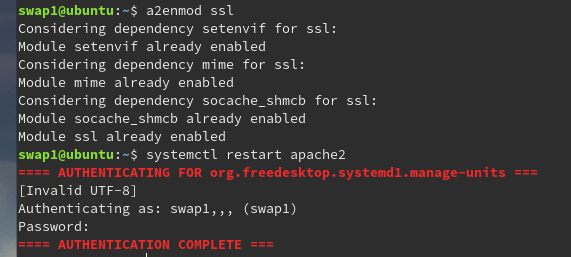 swap1@ubuntu:~$ a2enmod ssl
Considering dependency setenvif for ssl:
Module setenvif already enabled
Considering dependency mime for ssl:
Module mime already enabled
Considering dependency socache_shmcb for ssl:
Module socache_shmcb already enabled
Module ssl already enabled
swap1@ubuntu:~$ systemctl restart apache2
==== AUTHENTICATING FOR org.freedesktop.systemd1.manage-units ===
[Invalid UTF-8]
Authenticating as: swap1,,, (swap1)
Password:
==== AUTHENTICATION COMPLETE ===